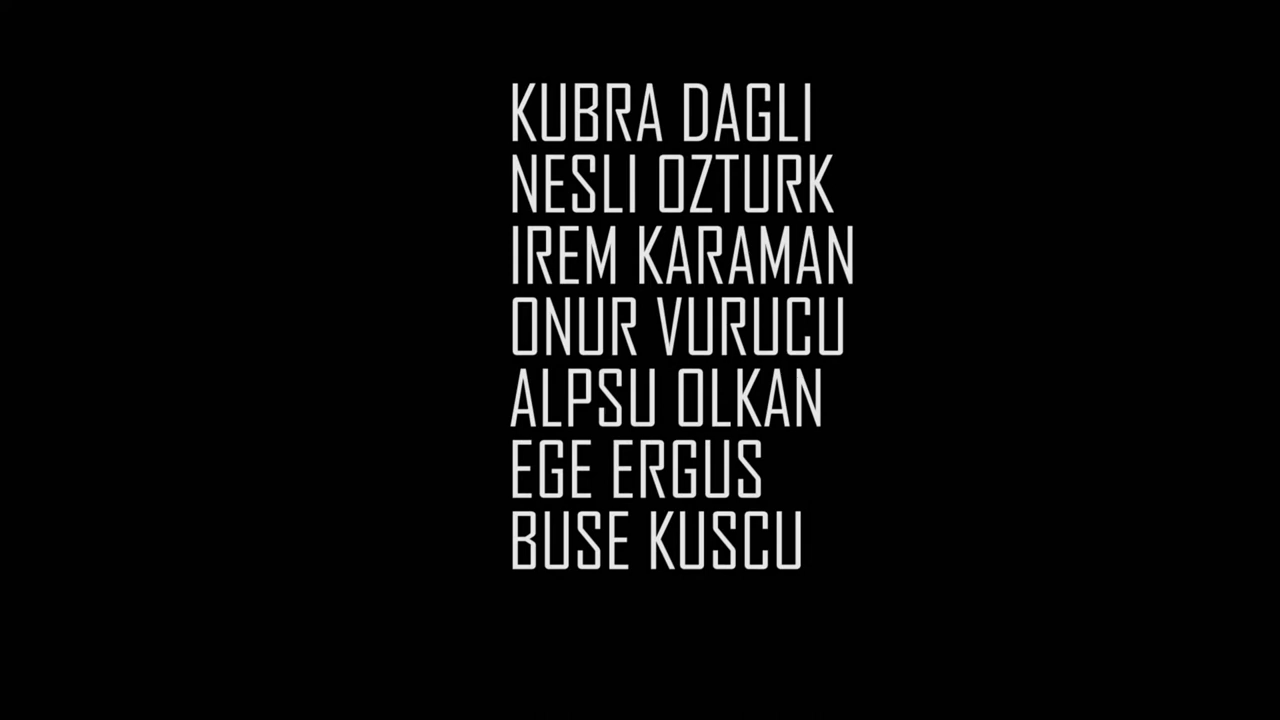 KUBRA DAGLI
NESLI OZTURK
IREM KARAMAN
ONUR VURUCU
ALPSU OLKAN
EGE ERGUS
BUSE KUSCU